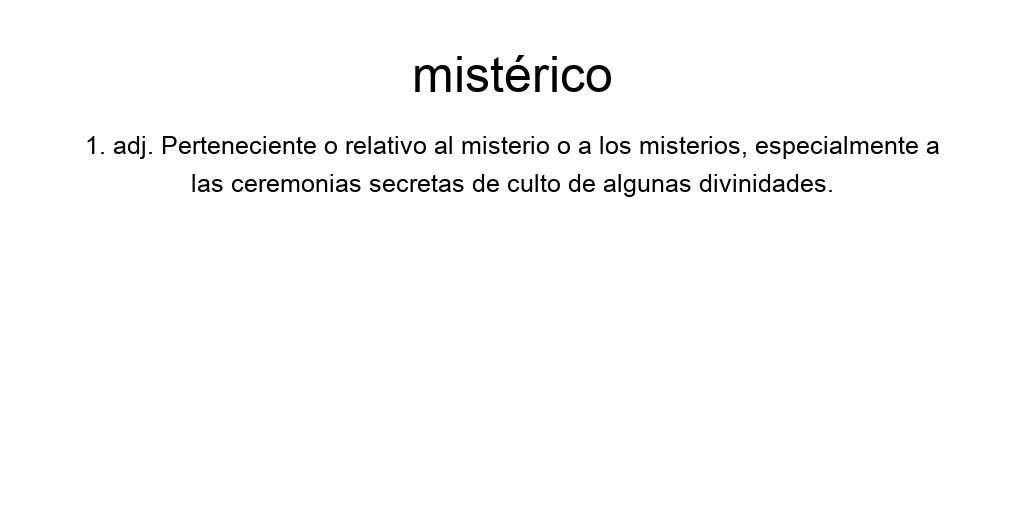 mistérico
1. adj. Perteneciente o relativo al misterio o a los misterios, especialmente a
las ceremonias secretas de culto de algunas divinidades.